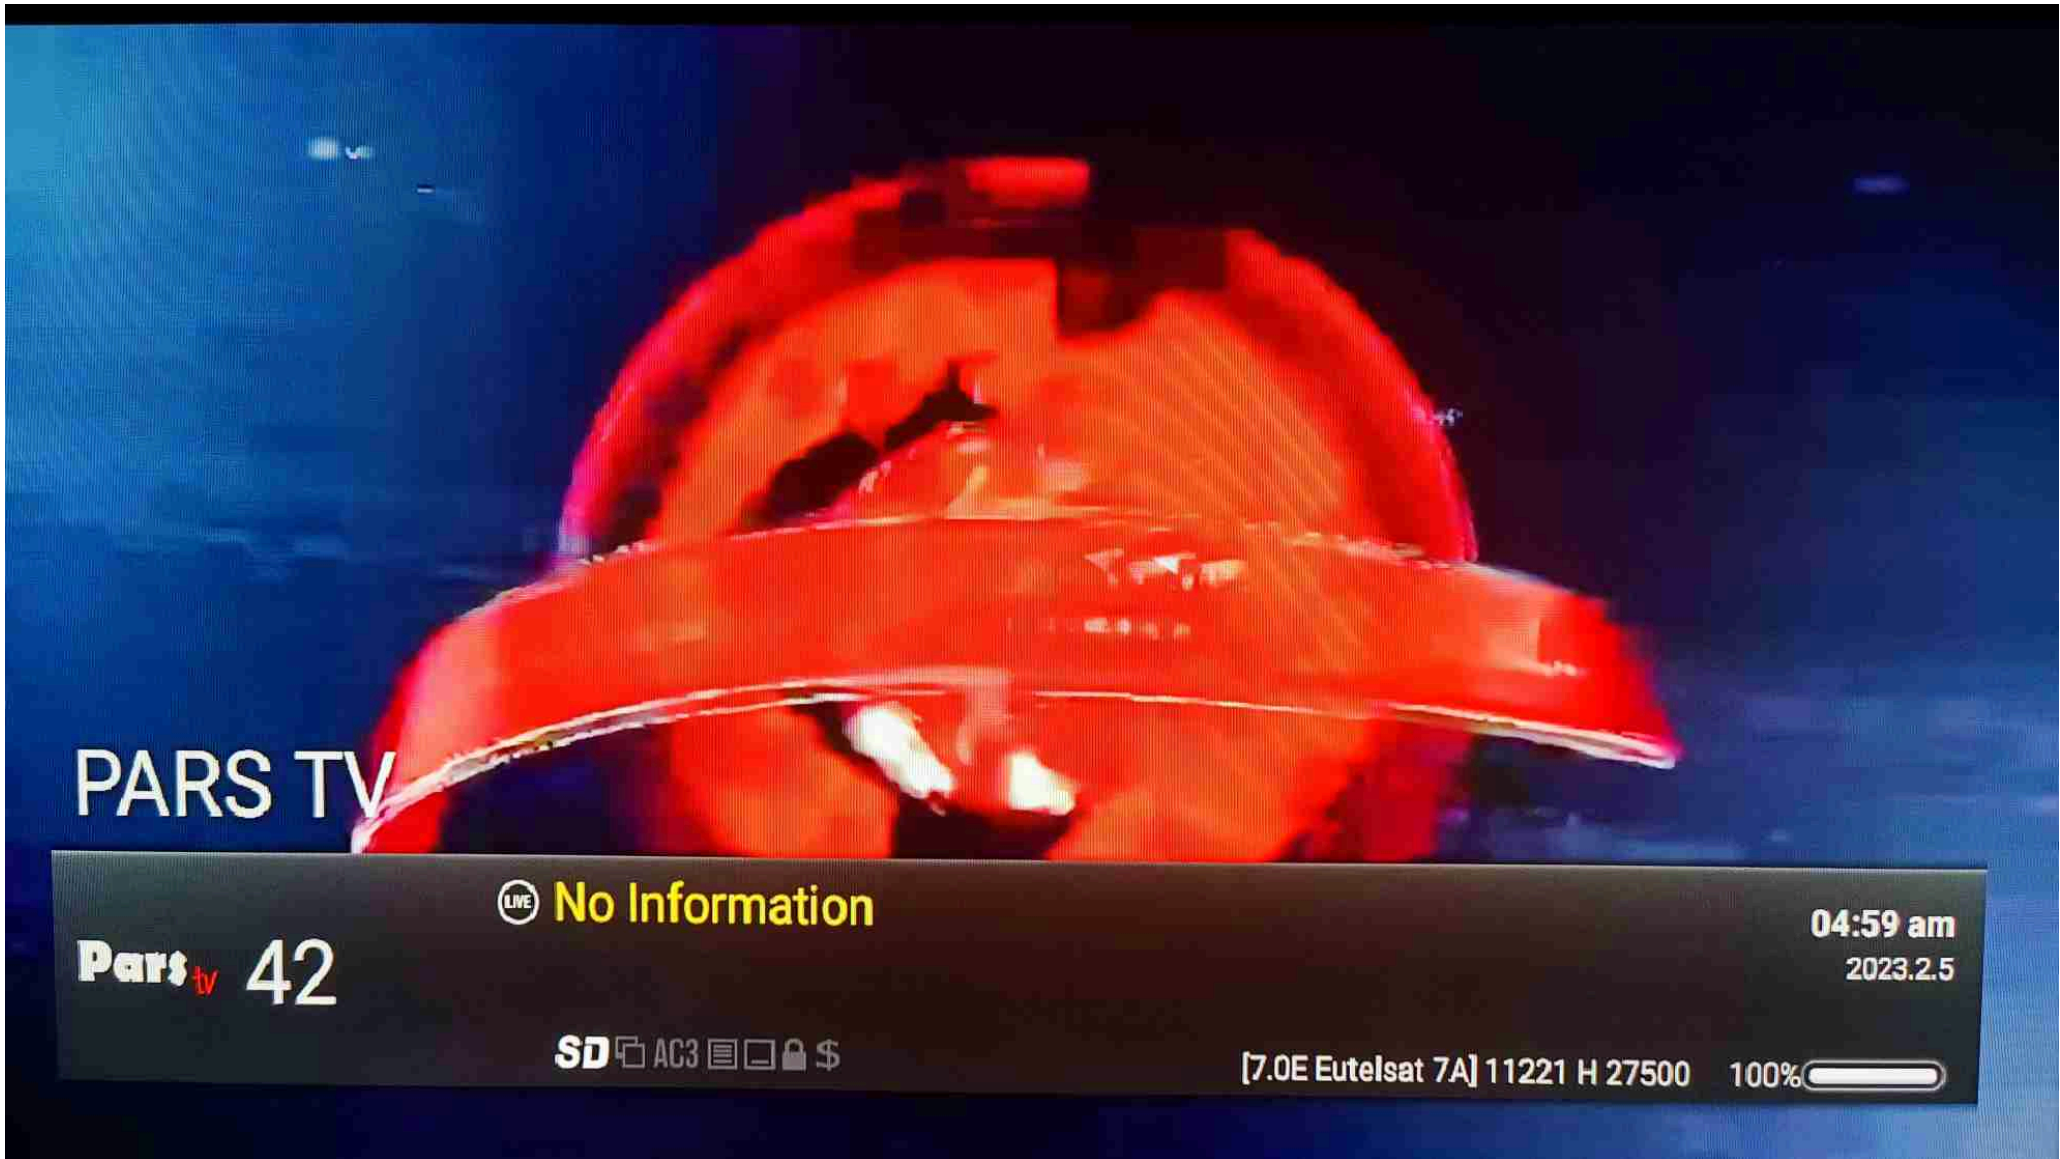 PARS TV
LIVE No Information
04:59 am
2023.2.5
Pars tv 42
SD AC3 $
[7.0E Eutelsat 7A] 11221 H 27500 100%